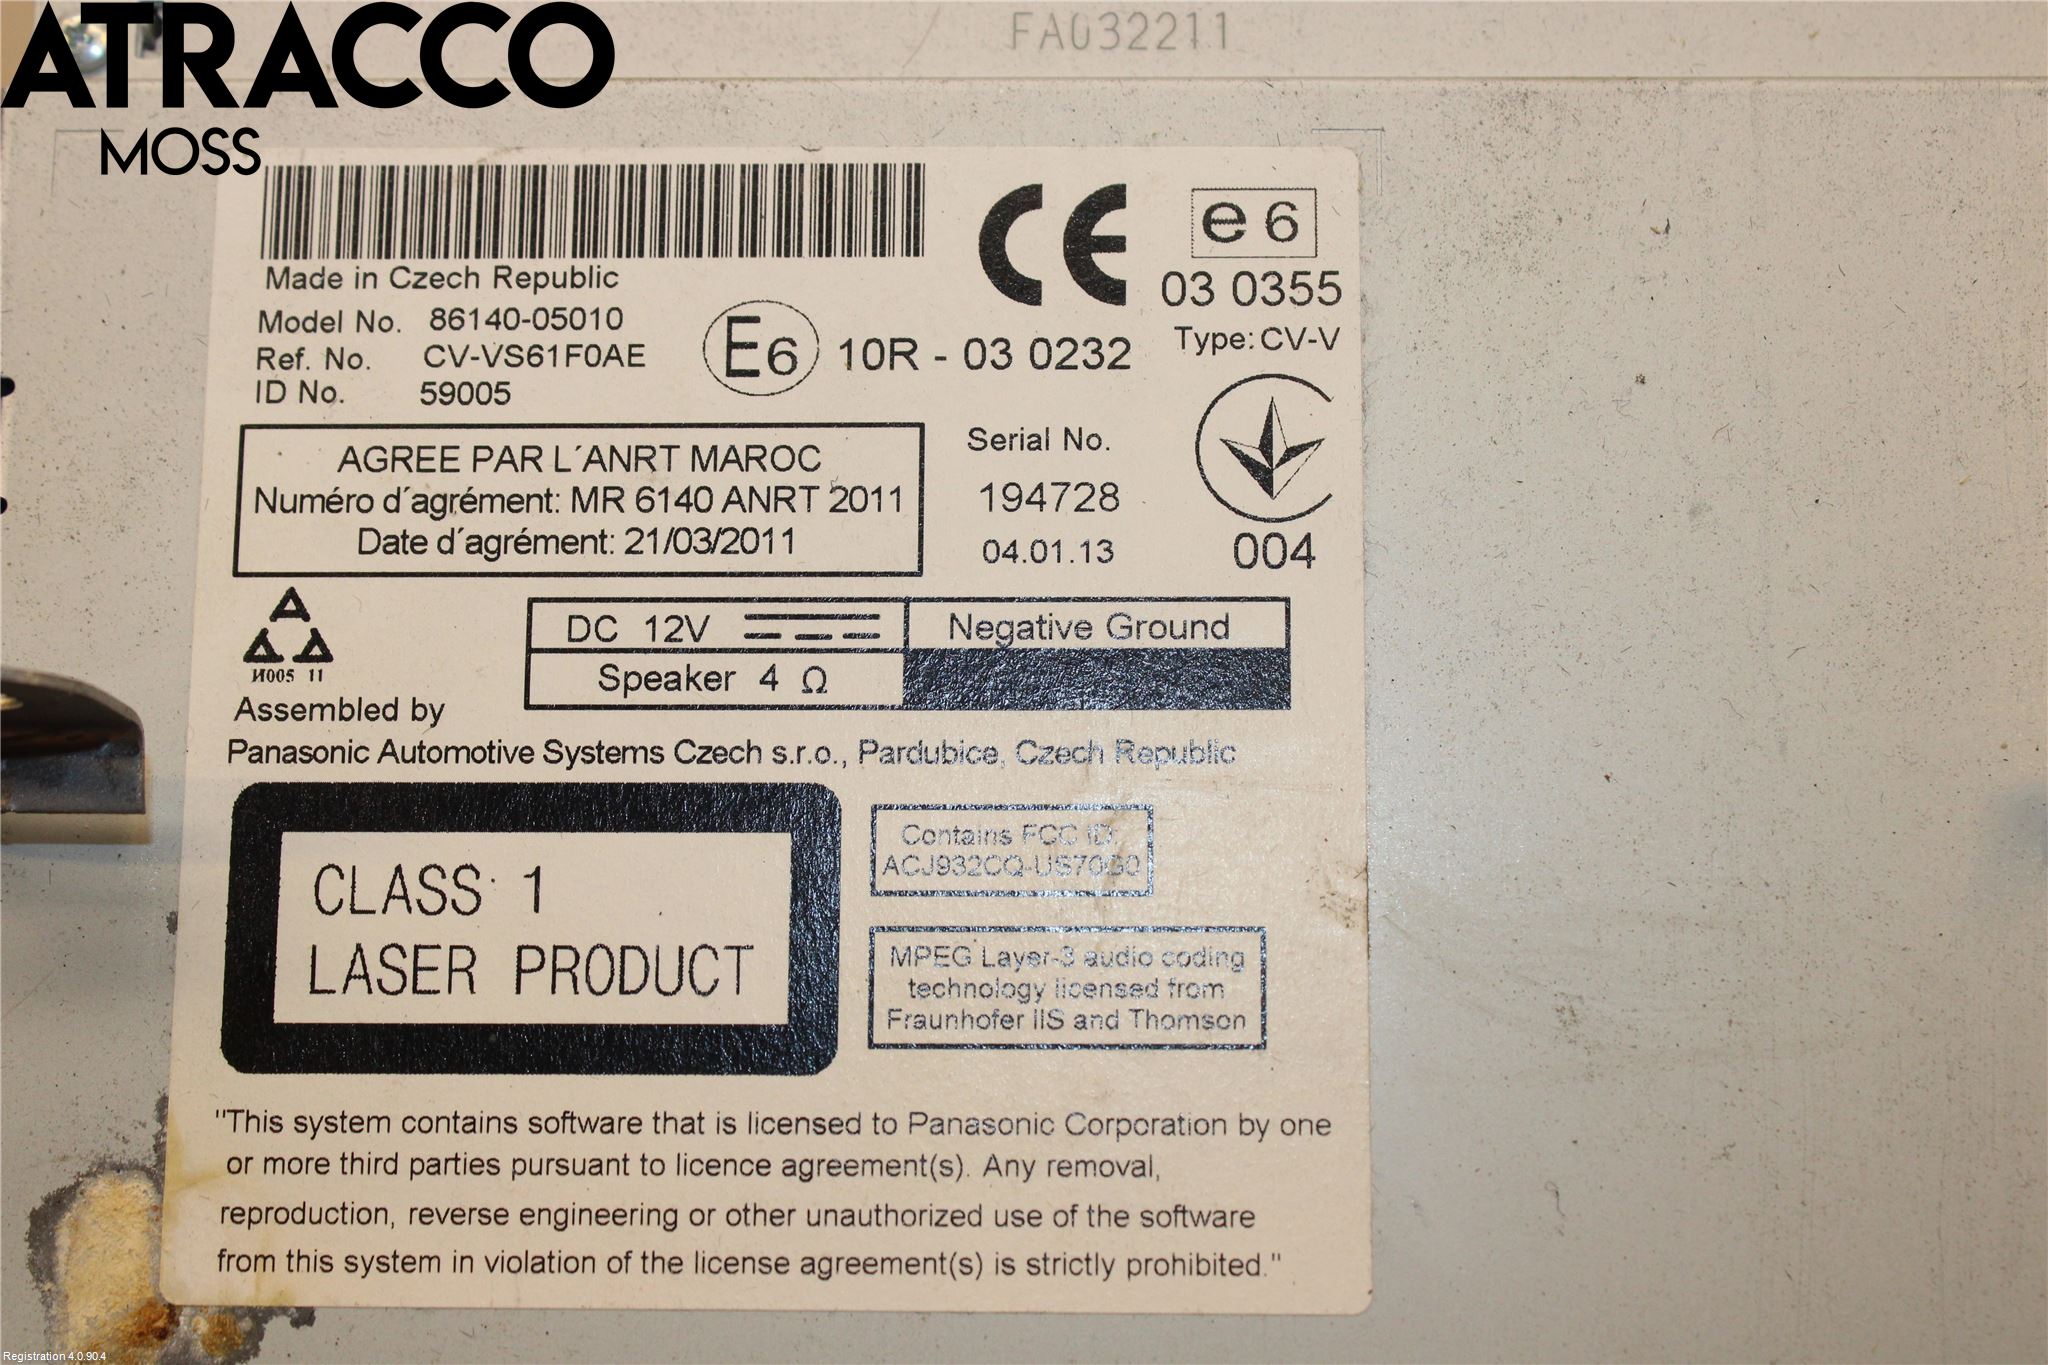 ATRACCO
MOSS
FA032211
Made in Czech Republic
Model No. 86140-05010
Ref. No. CV-VS61F0AE
ID No. 59005
CE
e6
03 0355
Type: CV-V
E6 10R - 03 0232
AGREE PAR L´ANRT MAROC
Numéro d´agrément: MR 6140 ANRT 2011
Date d´agrément: 21/03/2011
Serial No.
194728
04.01.13
004
И005 11
DC 12V
Negative Ground
Speaker 4 Ω
Assembled by
Panasonic Automotive Systems Czech s.r.o., Pardubice, Czech Republic
CLASS 1
LASER PRODUCT
Contains FCC ID:
ACJ932CQ-US70G0
MPEG Layer-3 audio coding
technology licensed from
Fraunhofer IIS and Thomson
"This system contains software that is licensed to Panasonic Corporation by one
or more third parties pursuant to licence agreement(s). Any removal,
reproduction, reverse engineering or other unauthorized use of the software
from this system in violation of the license agreement(s) is strictly prohibited."
Registration 4.0.90.4